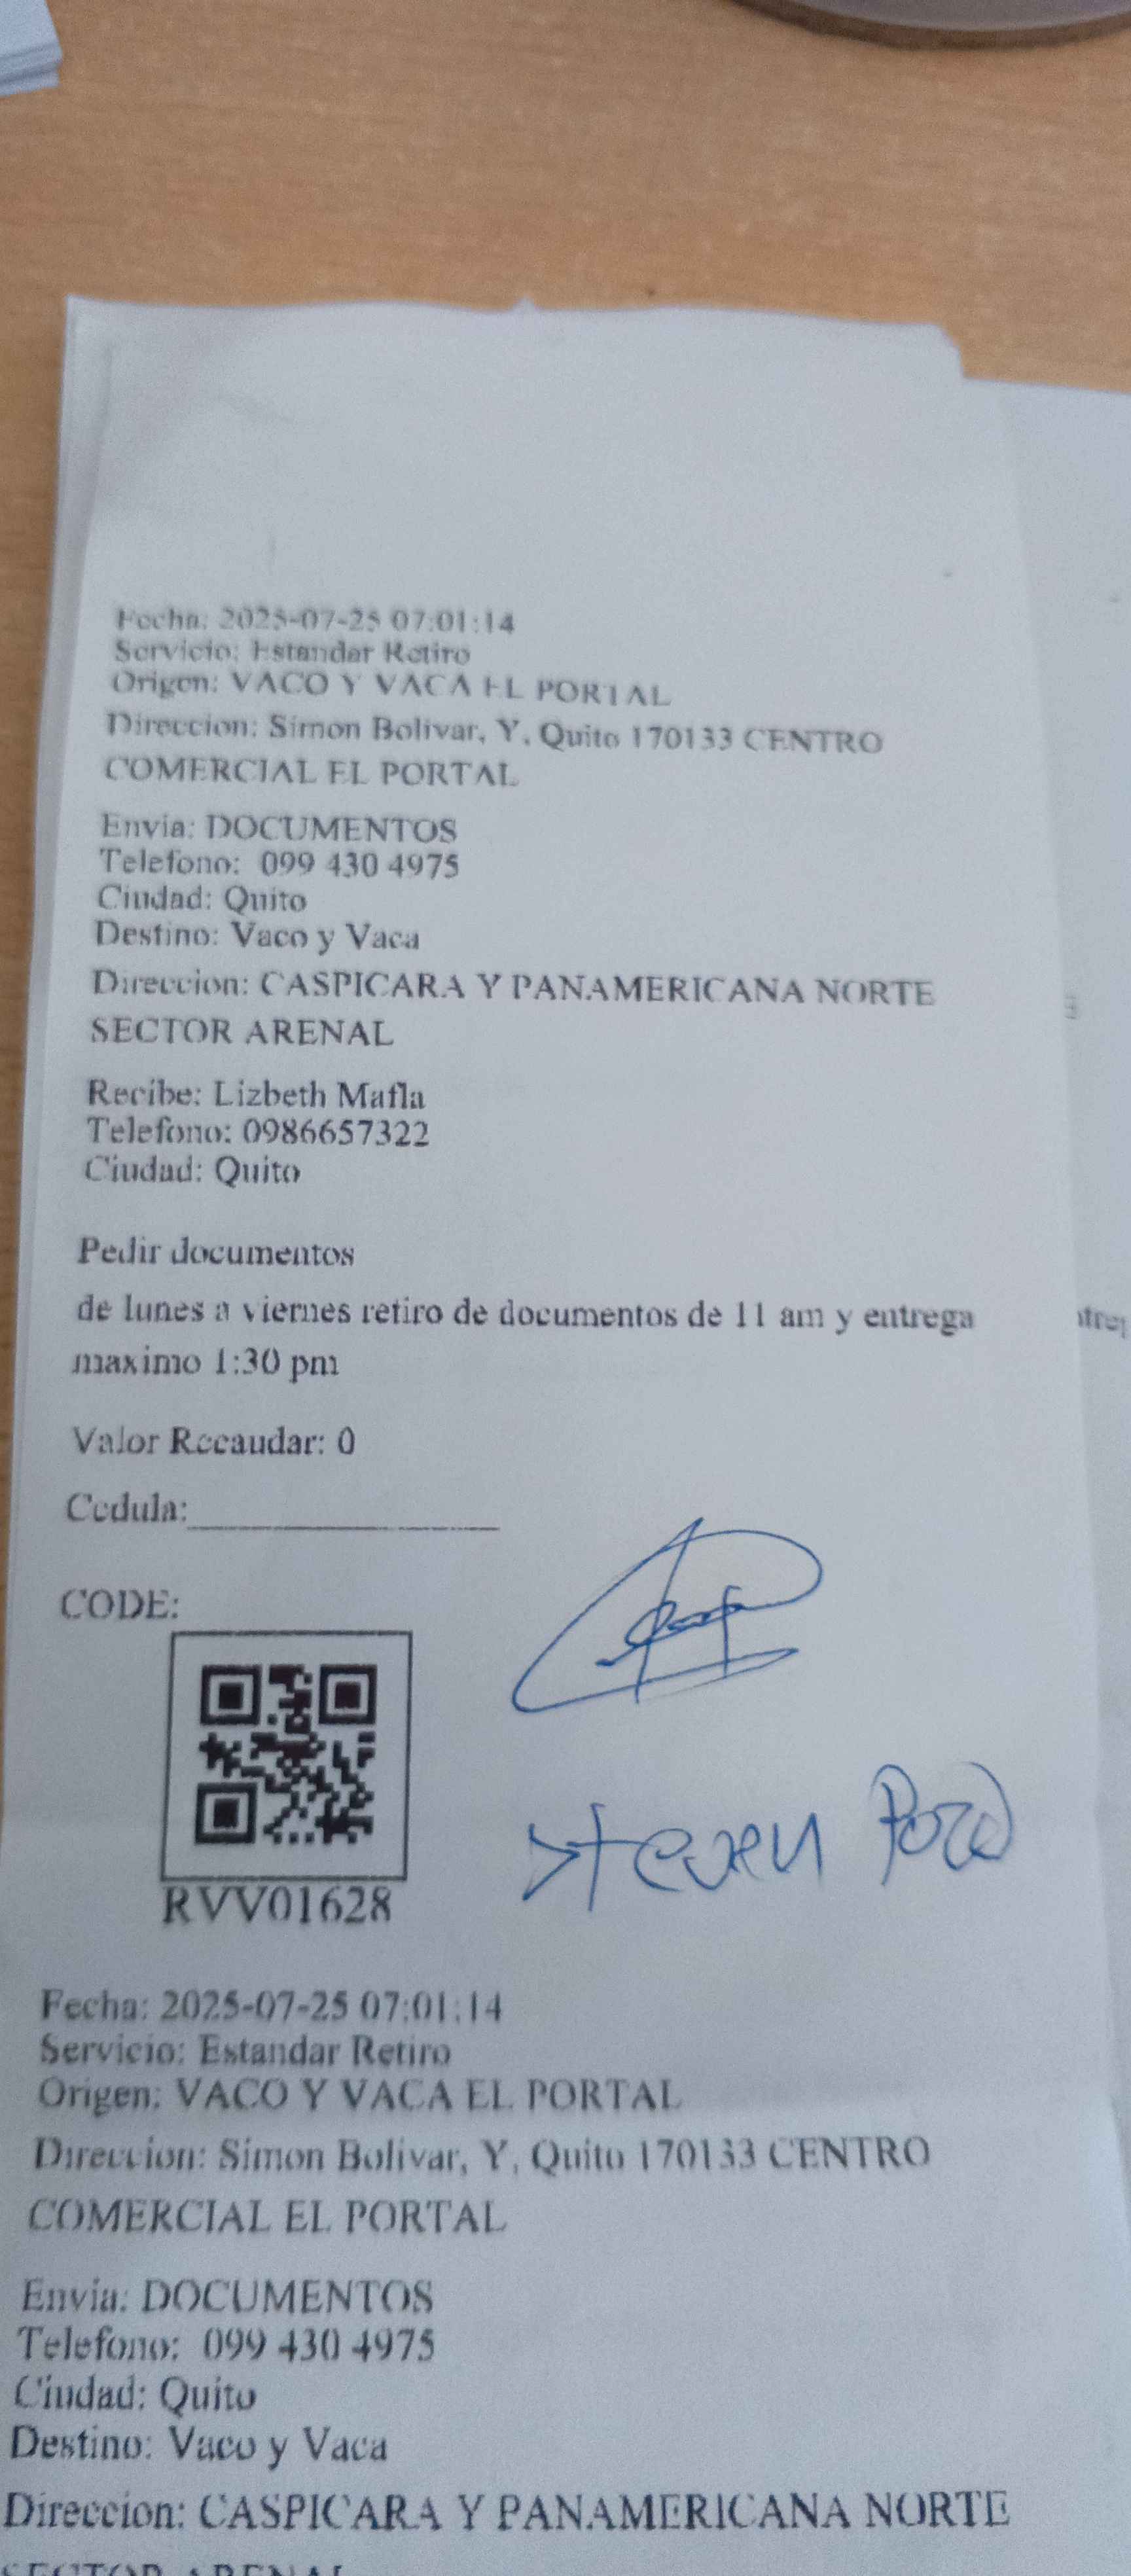 Fecha: 2025-07-25 07:01:14
Servicio: Estandar Retiro
Origen: VACO Y VACA EL PORTAL
Direccion: Simon Bolivar, Y, Quito 170133 CENTRO
COMERCIAL EL PORTAL
Envia: DOCUMENTOS
Telefono: 099 430 4975
Ciudad: Quito
Destino: Vaco y Vaca
Direccion: CASPICARA Y PANAMERICANA NORTE
SECTOR ARENAL
Recibe: Lizbeth Mafla
Telefono: 0986657322
Ciudad: Quito
Pedir documentos
de lunes a viernes retiro de documentos de 11 am y entrega
maximo 1:30 pm
Valor Recaudar: 0
Cedula:
CODE:
Steven Pozo
RVV01628
Fecha: 2025-07-25 07:01:14
Servicio: Estandar Retiro
Origen: VACO Y VACA EL PORTAL
Direccion: Simon Bolivar, Y, Quito 170133 CENTRO
COMERCIAL EL PORTAL
Envia: DOCUMENTOS
Telefono: 099 430 4975
Ciudad: Quito
Destino: Vaco y Vaca
Direccion: CASPICARA Y PANAMERICANA NORTE
SECTOR ARENAL